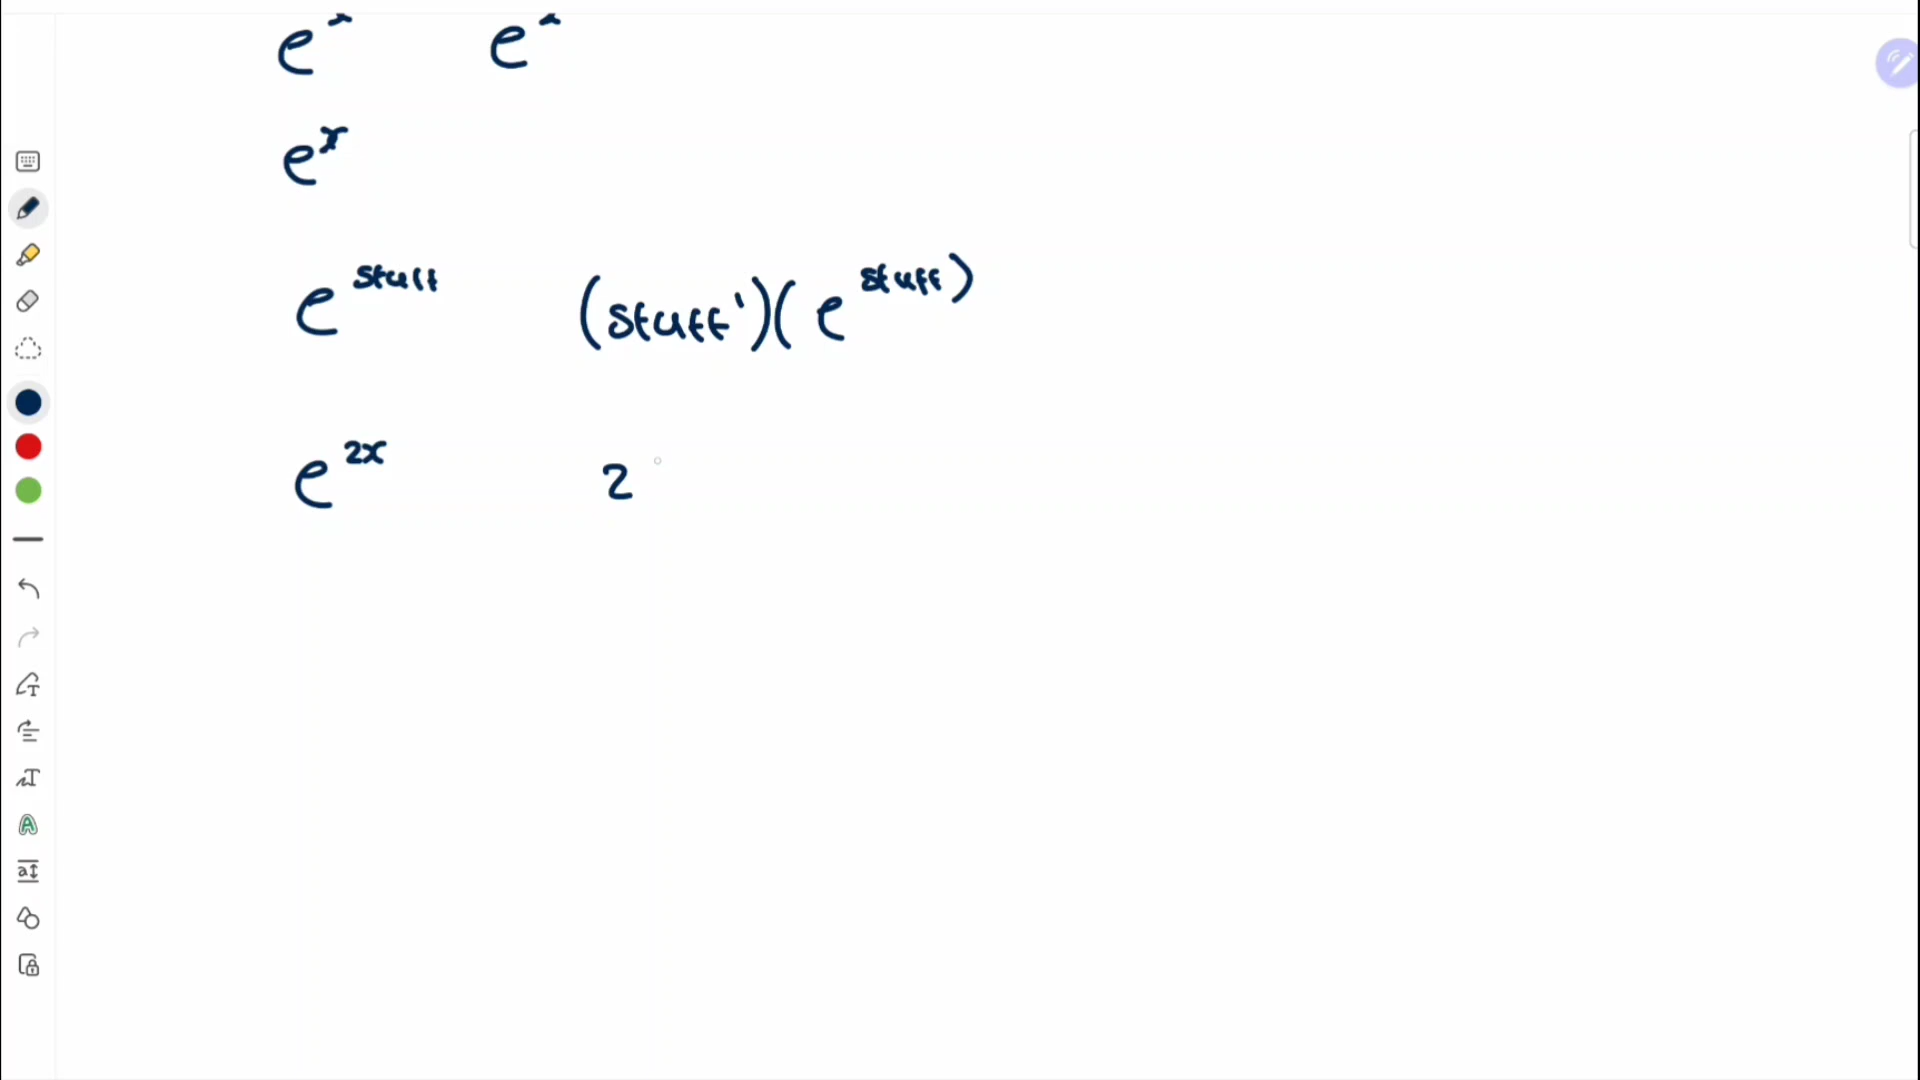 e^x e^x
e^x
e^stuff (stuff')(e^stuff)
e^2x 2